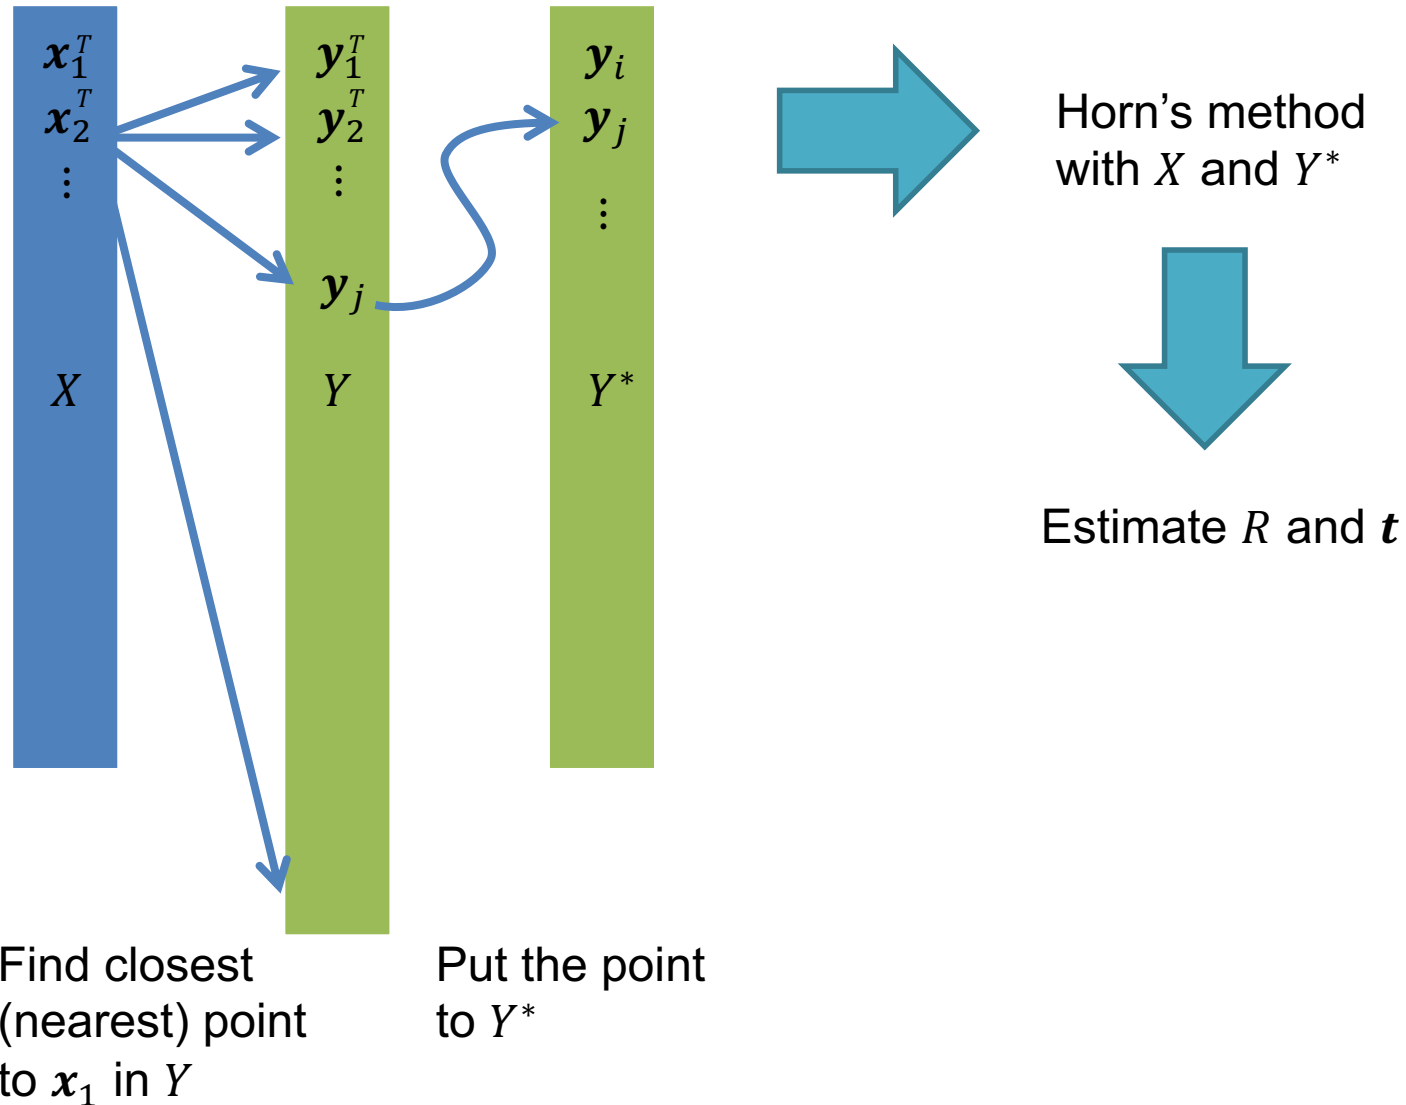 𝒙₁ᵀ
𝒙₂ᵀ
⋮
X
𝒚₁ᵀ
𝒚₂ᵀ
⋮
𝒚ⱼ
Y
𝒚ᵢ
𝒚ⱼ
⋮
Y*
Horn’s method
with X and Y*
Estimate R and 𝒕
Find closest
(nearest) point
to 𝒙₁ in Y
Put the point
to Y*